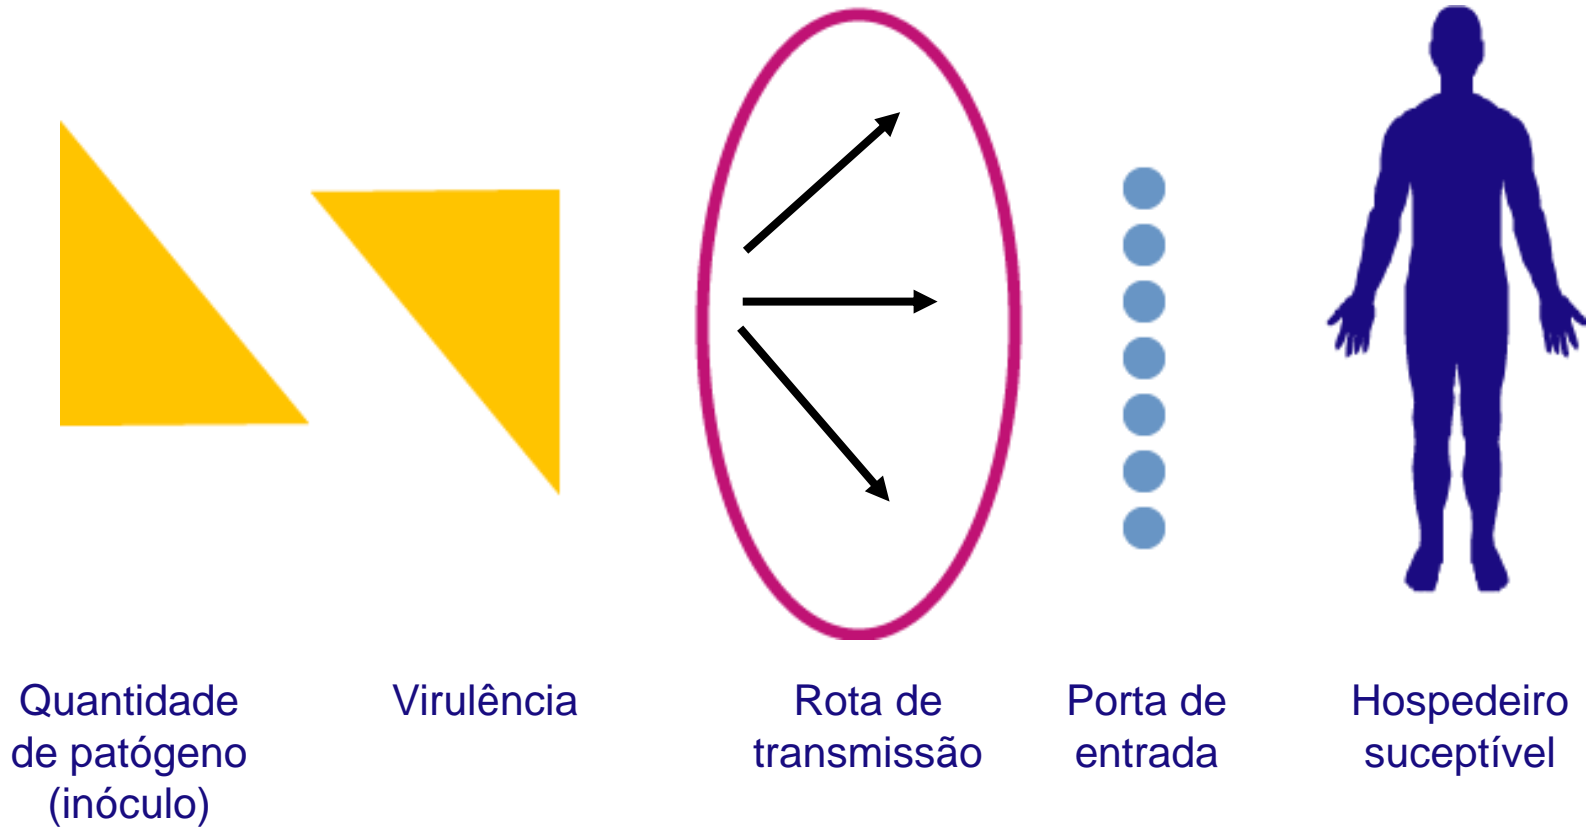 Quantidade
de patógeno
(inóculo)
Virulência
Rota de
transmissão
Porta de
entrada
Hospedeiro
suceptível